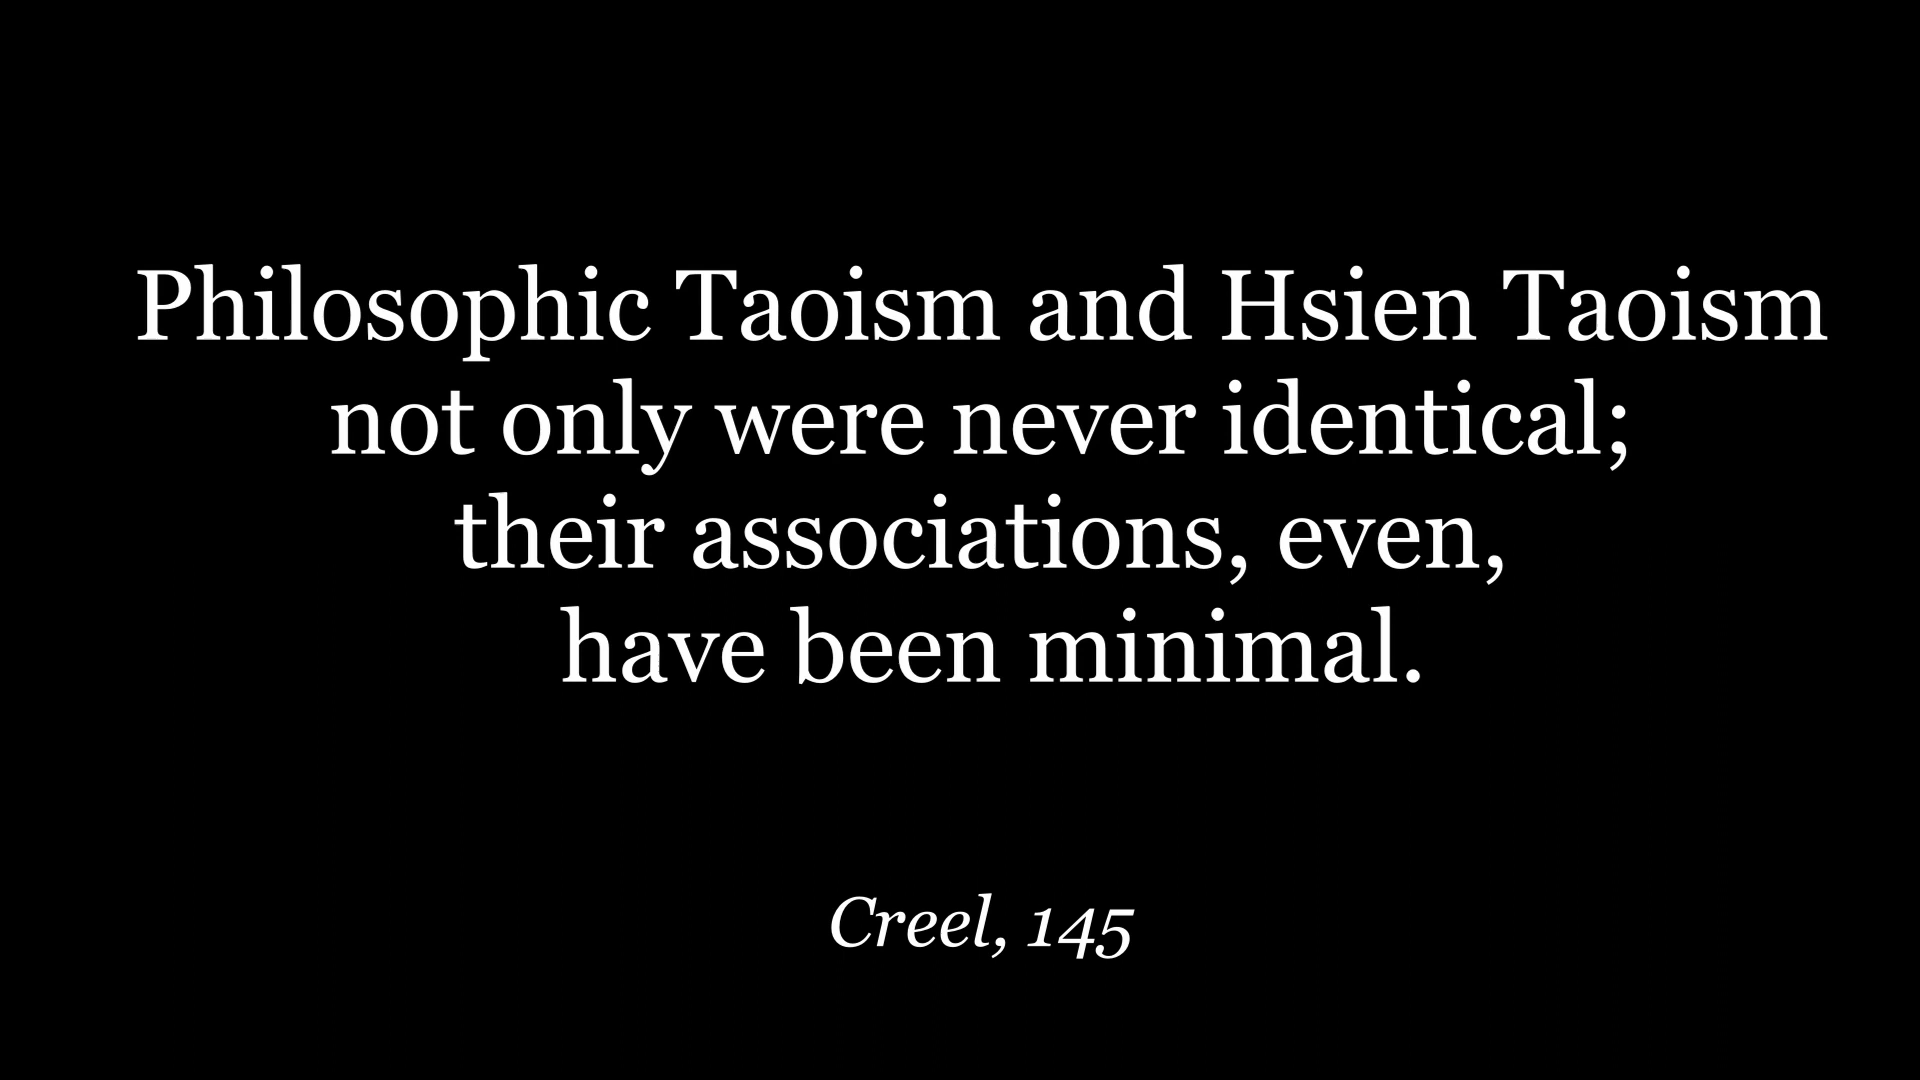 Philosophic Taoism and Hsien Taoism
not only were never identical;
their associations, even,
have been minimal.
Creel, 145